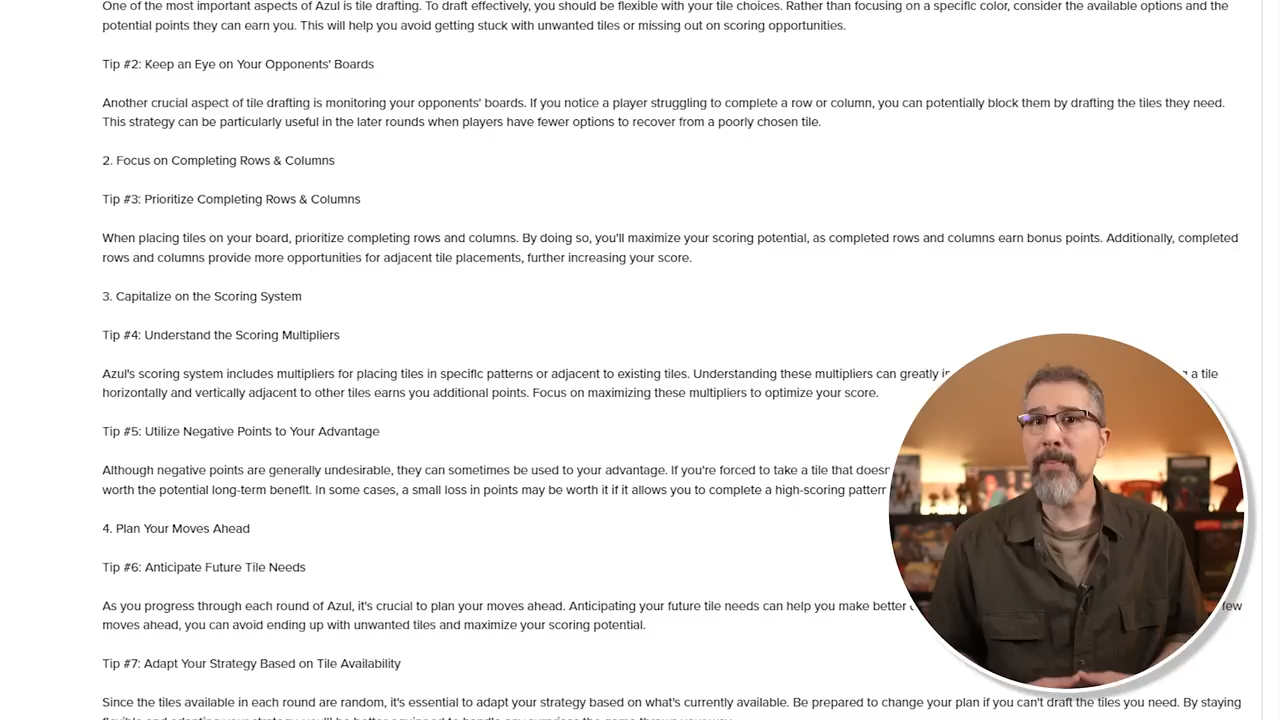 One of the most important aspects of Azul is tile drafting. To draft effectively, you should be flexible with your tile choices. Rather than focusing on a specific color, consider the available options and the
potential points they can earn you. This will help you avoid getting stuck with unwanted tiles or missing out on scoring opportunities.
Tip #2: Keep an Eye on Your Opponents' Boards
Another crucial aspect of tile drafting is monitoring your opponents' boards. If you notice a player struggling to complete a row or column, you can potentially block them by drafting the tiles they need.
This strategy can be particularly useful in the later rounds when players have fewer options to recover from a poorly chosen tile.
2. Focus on Completing Rows & Columns
Tip #3: Prioritize Completing Rows & Columns
When placing tiles on your board, prioritize completing rows and columns. By doing so, you'll maximize your scoring potential, as completed rows and columns earn bonus points. Additionally, completed
rows and columns provide more opportunities for adjacent tile placements, further increasing your score.
3. Capitalize on the Scoring System
Tip #4: Understand the Scoring Multipliers
Azul's scoring system includes multipliers for placing tiles in specific patterns or adjacent to existing tiles. Understanding these multipliers can greatly a tile
horizontally and vertically adjacent to other tiles earns you additional points. Focus on maximizing these multipliers to optimize your score.
Tip #5: Utilize Negative Points to Your Advantage
Although negative points are generally undesirable, they can sometimes be used to your advantage. If you're forced to take a tile that
worth the potential long-term benefit. In some cases, a small loss in points may be worth it if it allows you to complete a high-scoring pattern
4. Plan Your Moves Ahead
Tip #6: Anticipate Future Tile Needs
As you progress through each round of Azul, it's crucial to plan your moves ahead. Anticipating your future tile needs can help you make better few
moves ahead, you can avoid ending up with unwanted tiles and maximize your scoring potential.
Tip #7: Adapt Your Strategy Based on Tile Availability
Since the tiles available in each round are random, it's essential to adapt your strategy based on what's currently available. Be prepared to change your plan if you can't draft the tiles you need. By staying